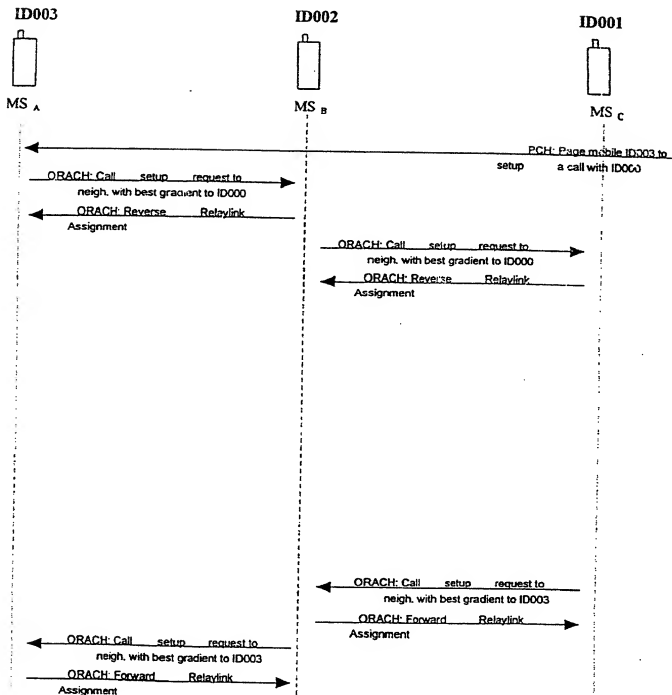 ID003
ID002
ID001
MS A
MS B
MS C
PCH: Page mobile ID003 to
setup a call with ID000
ORACH: Call setup request to
neigh. with best gradient to ID000
ORACH: Reverse Relaylink
Assignment
ORACH: Call setup request to
neigh. with best gradient to ID000
ORACH: Reverse Relaylink
Assignment
ORACH: Call setup request to
neigh. with best gradient to ID003
ORACH: Forward Relaylink
Assignment
ORACH: Call setup request to
neigh. with best gradient to ID003
ORACH: Forward Relaylink
Assignment